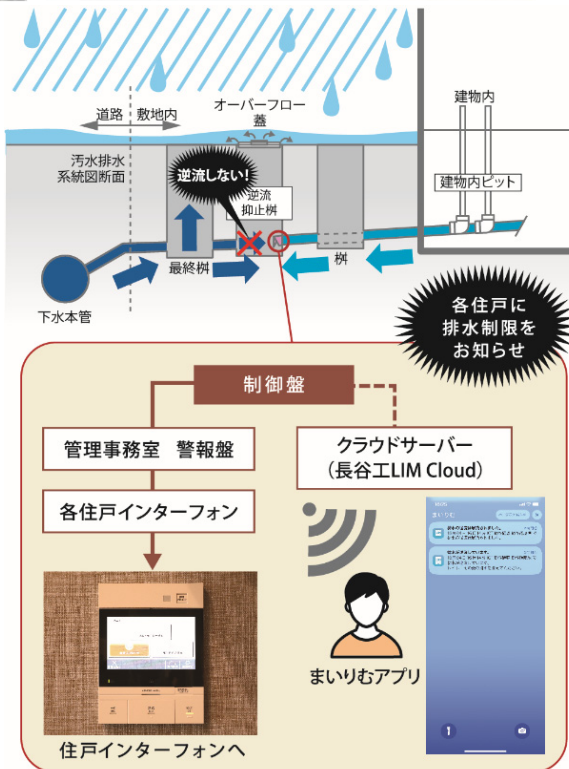 オーバーフロー
蓋
道路
敷地内
建物内
汚水排水
系統図断面
逆流しない!
逆流
抑止桝
建物内ピット
最終桝
桝
下水本管
各住戸に
排水制限を
お知らせ
制御盤
管理事務室 警報盤
クラウドサーバー
(長谷工LIM Cloud)
各住戸インターフォン
まいりむ
まいりむアプリ
住戸インターフォンへ